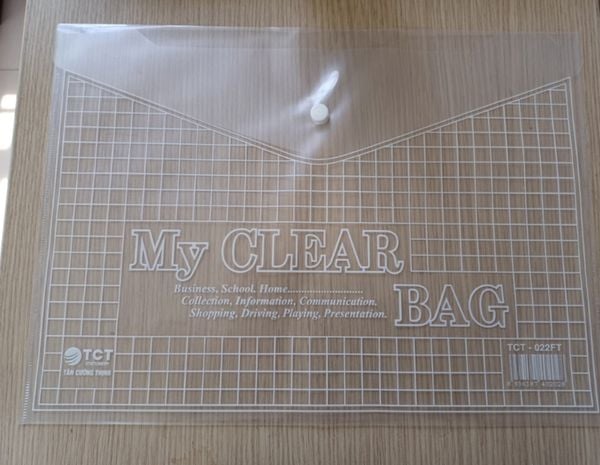 My CLEAR
BAG
Business, School. Home...........................
Collection, Information, Communication.
Shopping, Driving, Playing, Presentation.
TCT
TÂN CƯỜNG THỊNH
TCT - 022FT